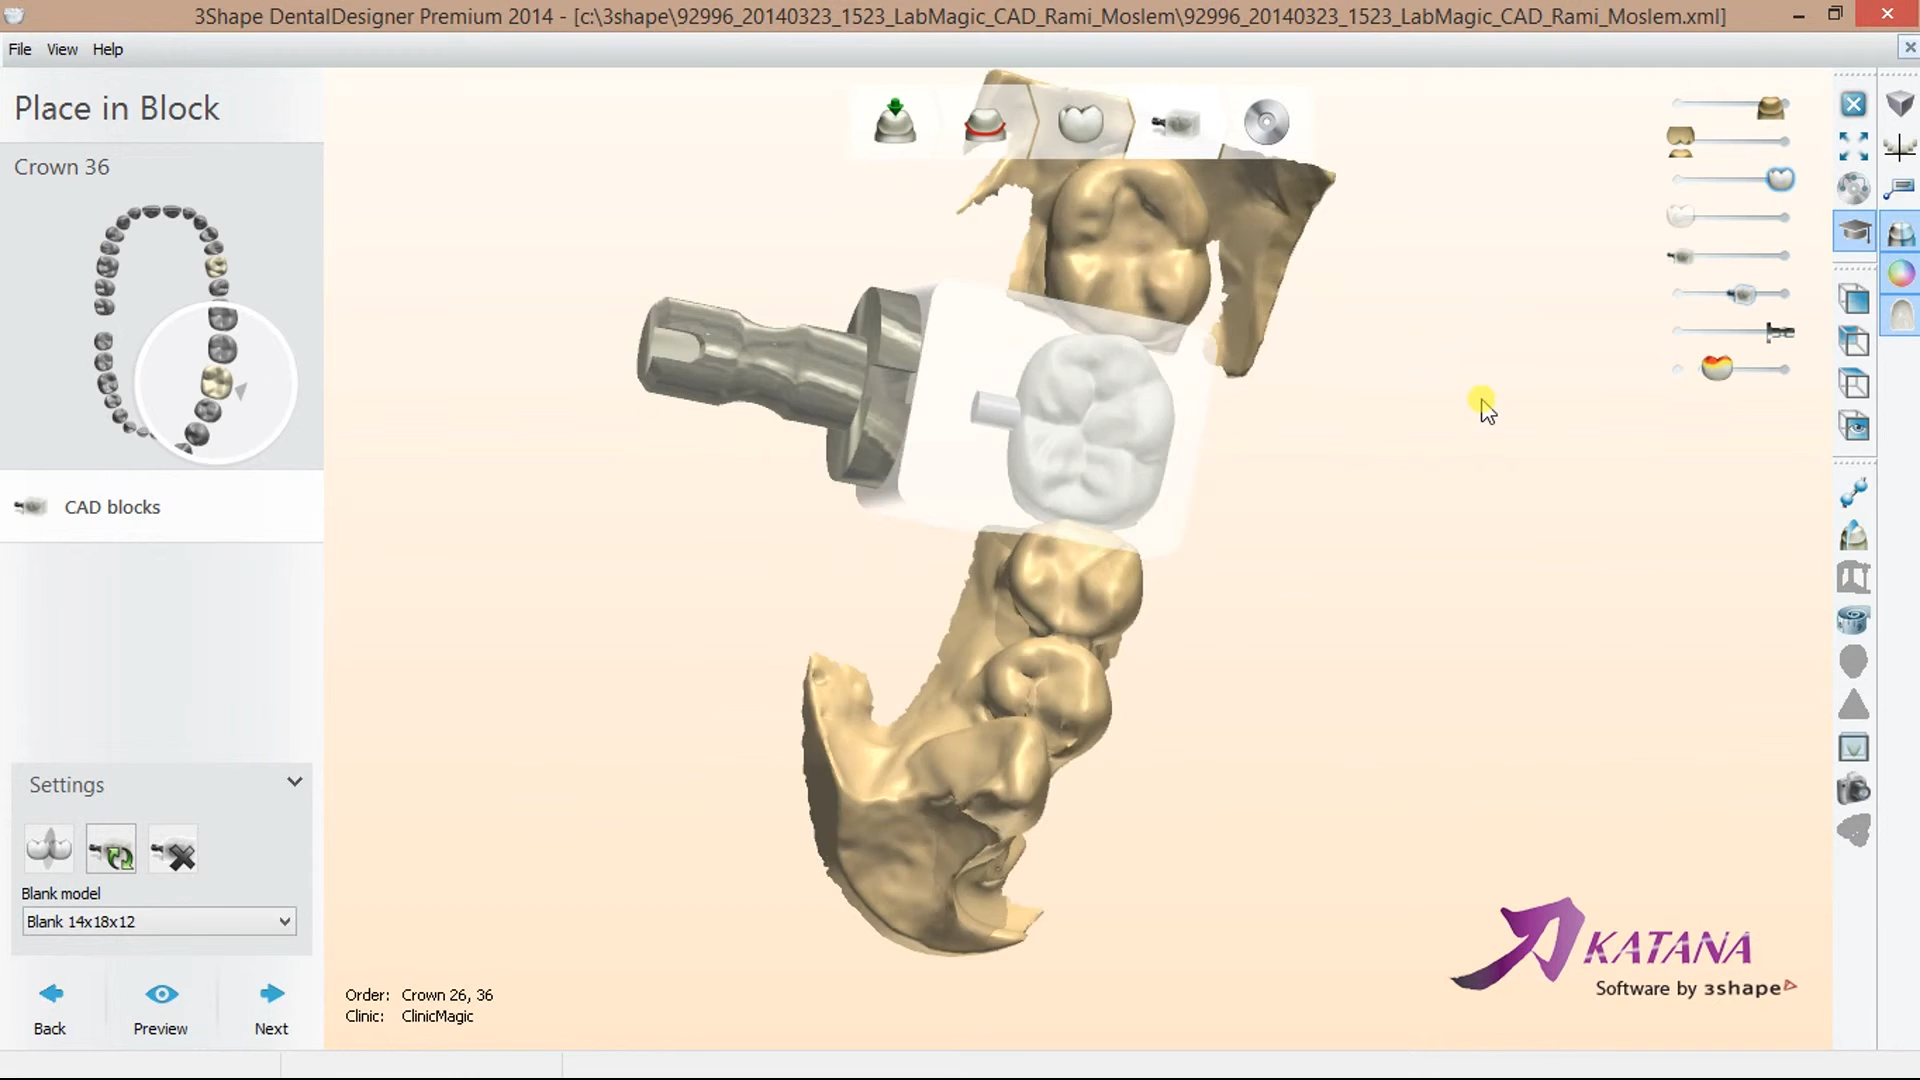 3Shape DentalDesigner Premium 2014 - [c:\3shape\92996_20140323_1523_LabMagic_CAD_Rami_Moslem\92996_20140323_1523_LabMagic_CAD_Rami_Moslem.xml]
File View Help
Place in Block
Crown 36
CAD blocks
Settings
Blank model
Blank 14x18x12
Back Preview Next
Order: Crown 26, 36
Clinic: ClinicMagic
KATANA
Software by 3shape